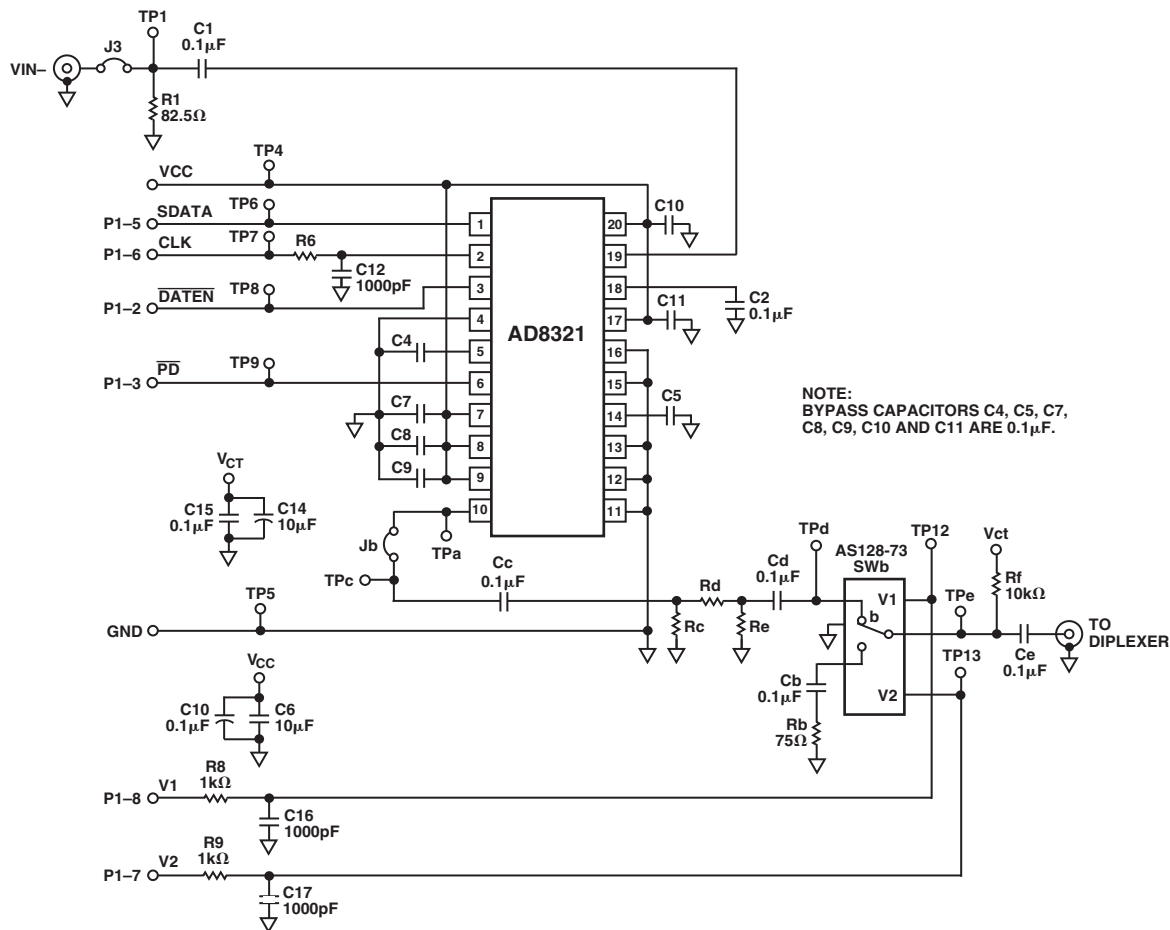 TP1
C1
0.1µF
J3
VIN–
R1
82.5Ω
TP4
VCC
TP6
SDATA
P1–5
TP7
CLK
P1–6
R6
C12
1000pF
TP8
DATEN
P1–2
TP9
PD
P1–3
C4
C7
C8
C9
1
2
3
4
5
6
7
8
9
10
AD8321
20
19
18
17
16
15
14
13
12
11
C10
C11
C2
0.1µF
C5
NOTE:
BYPASS CAPACITORS C4, C5, C7,
C8, C9, C10 AND C11 ARE 0.1µF.
VCT
C15
0.1µF
C14
10µF
Jb
TPa
TPc
Cc
0.1µF
Rd
Rc
Re
Cd
0.1µF
TPd
AS128-73
SWb
V1
b
V2
TP12
Vct
Rf
10kΩ
TPe
Ce
0.1µF
TO
DIPLEXER
TP13
Cb
0.1µF
Rb
75Ω
TP5
GND
VCC
C10
0.1µF
C6
10µF
R8
1kΩ
P1–8
V1
C16
1000pF
R9
1kΩ
P1–7
V2
C17
1000pF